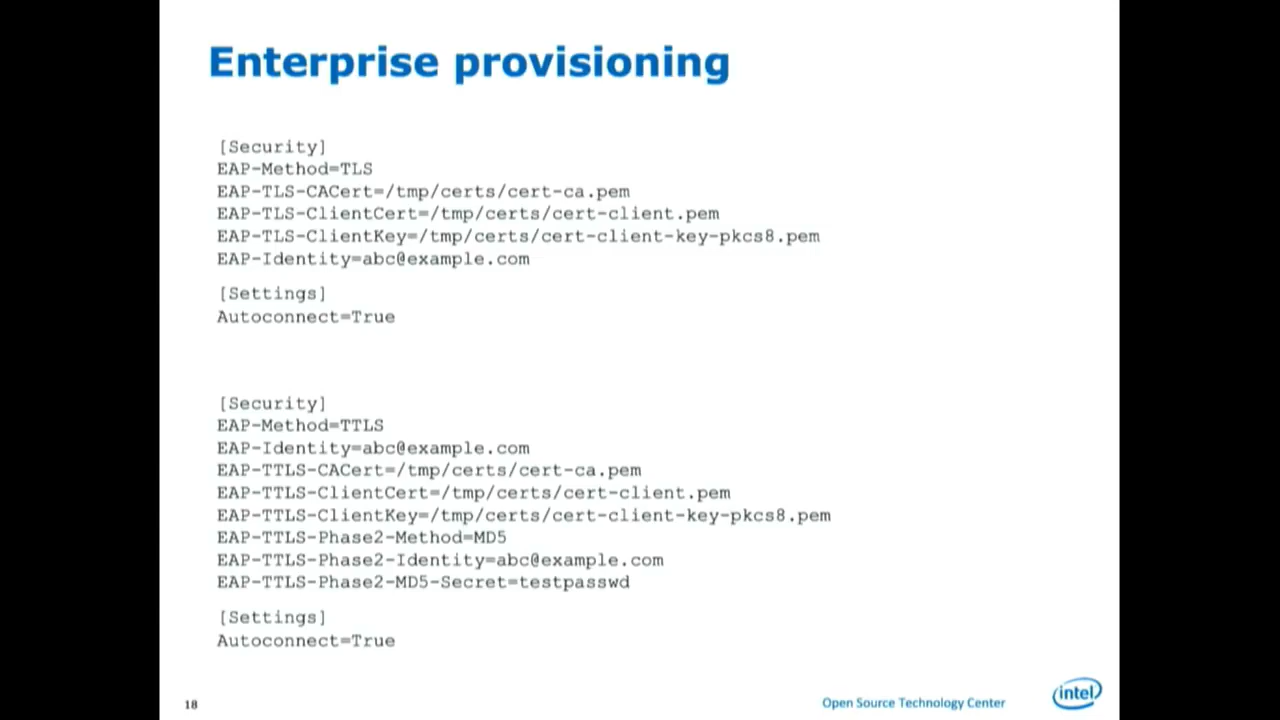 Enterprise provisioning
[Security]
EAP-Method=TLS
EAP-TLS-CACert=/tmp/certs/cert-ca.pem
EAP-TLS-ClientCert=/tmp/certs/cert-client.pem
EAP-TLS-ClientKey=/tmp/certs/cert-client-key-pkcs8.pem
EAP-Identity=abc@example.com
[Settings]
Autoconnect=True
[Security]
EAP-Method=TTLS
EAP-Identity=abc@example.com
EAP-TTLS-CACert=/tmp/certs/cert-ca.pem
EAP-TTLS-ClientCert=/tmp/certs/cert-client.pem
EAP-TTLS-ClientKey=/tmp/certs/cert-client-key-pkcs8.pem
EAP-TTLS-Phase2-Method=MD5
EAP-TTLS-Phase2-Identity=abc@example.com
EAP-TTLS-Phase2-MD5-Secret=testpasswd
[Settings]
Autoconnect=True
18
Open Source Technology Center
intel